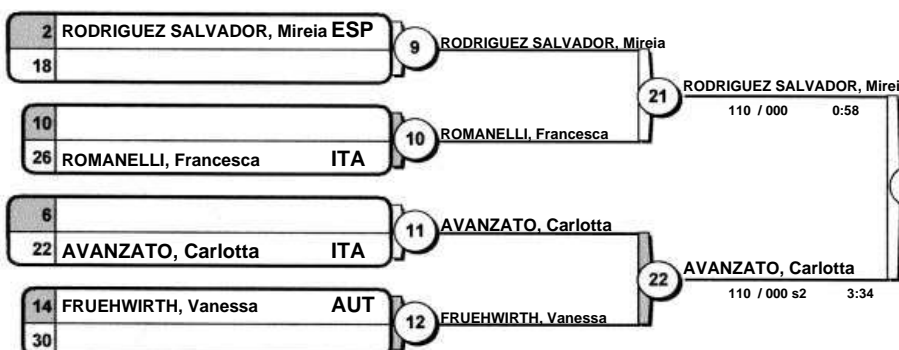 2 RODRIGUEZ SALVADOR, Mireia ESP
18
9
RODRIGUEZ SALVADOR, Mireia
21
RODRIGUEZ SALVADOR, Mirei
110 / 000 0:58
10
26 ROMANELLI, Francesca ITA
10
ROMANELLI, Francesca
6
22 AVANZATO, Carlotta ITA
11
AVANZATO, Carlotta
22
AVANZATO, Carlotta
110 / 000 s2 3:34
14 FRUEHWIRTH, Vanessa AUT
30
12
FRUEHWIRTH, Vanessa